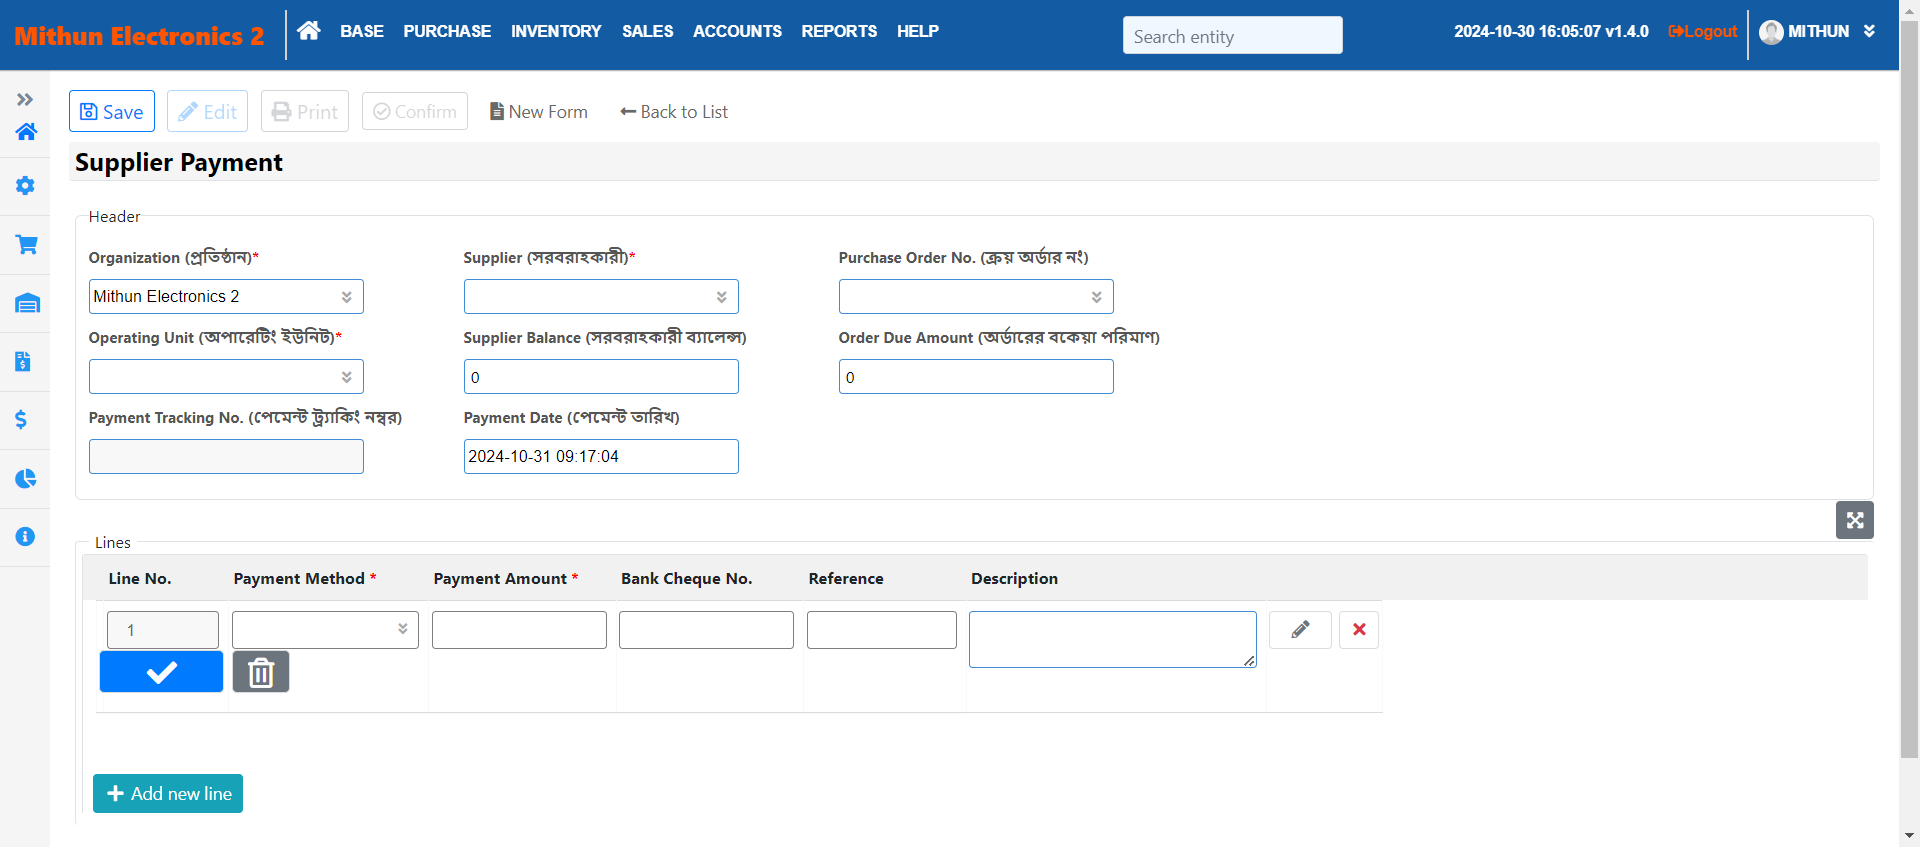 Mithun Electronics 2
BASE PURCHASE INVENTORY SALES ACCOUNTS REPORTS HELP
Search entity
2024-10-30 16:05:07 v1.4.0 Logout MITHUN
Save Edit Print Confirm New Form Back to List
Supplier Payment
Header
Organization (প্রতিষ্ঠান)* Supplier (সরবরাহকারী)* Purchase Order No. (ক্রয় অর্ডার নং)
Mithun Electronics 2
Operating Unit (অপারেটিং ইউনিট)* Supplier Balance (সরবরাহকারী ব্যালেন্স) Order Due Amount (অর্ডারের বকেয়া পরিমাণ)
0 0
Payment Tracking No. (পেমেন্ট ট্র্যাকিং নম্বর) Payment Date (পেমেন্ট তারিখ)
2024-10-31 09:17:04
Lines
Line No. Payment Method * Payment Amount * Bank Cheque No. Reference Description
1
Add new line